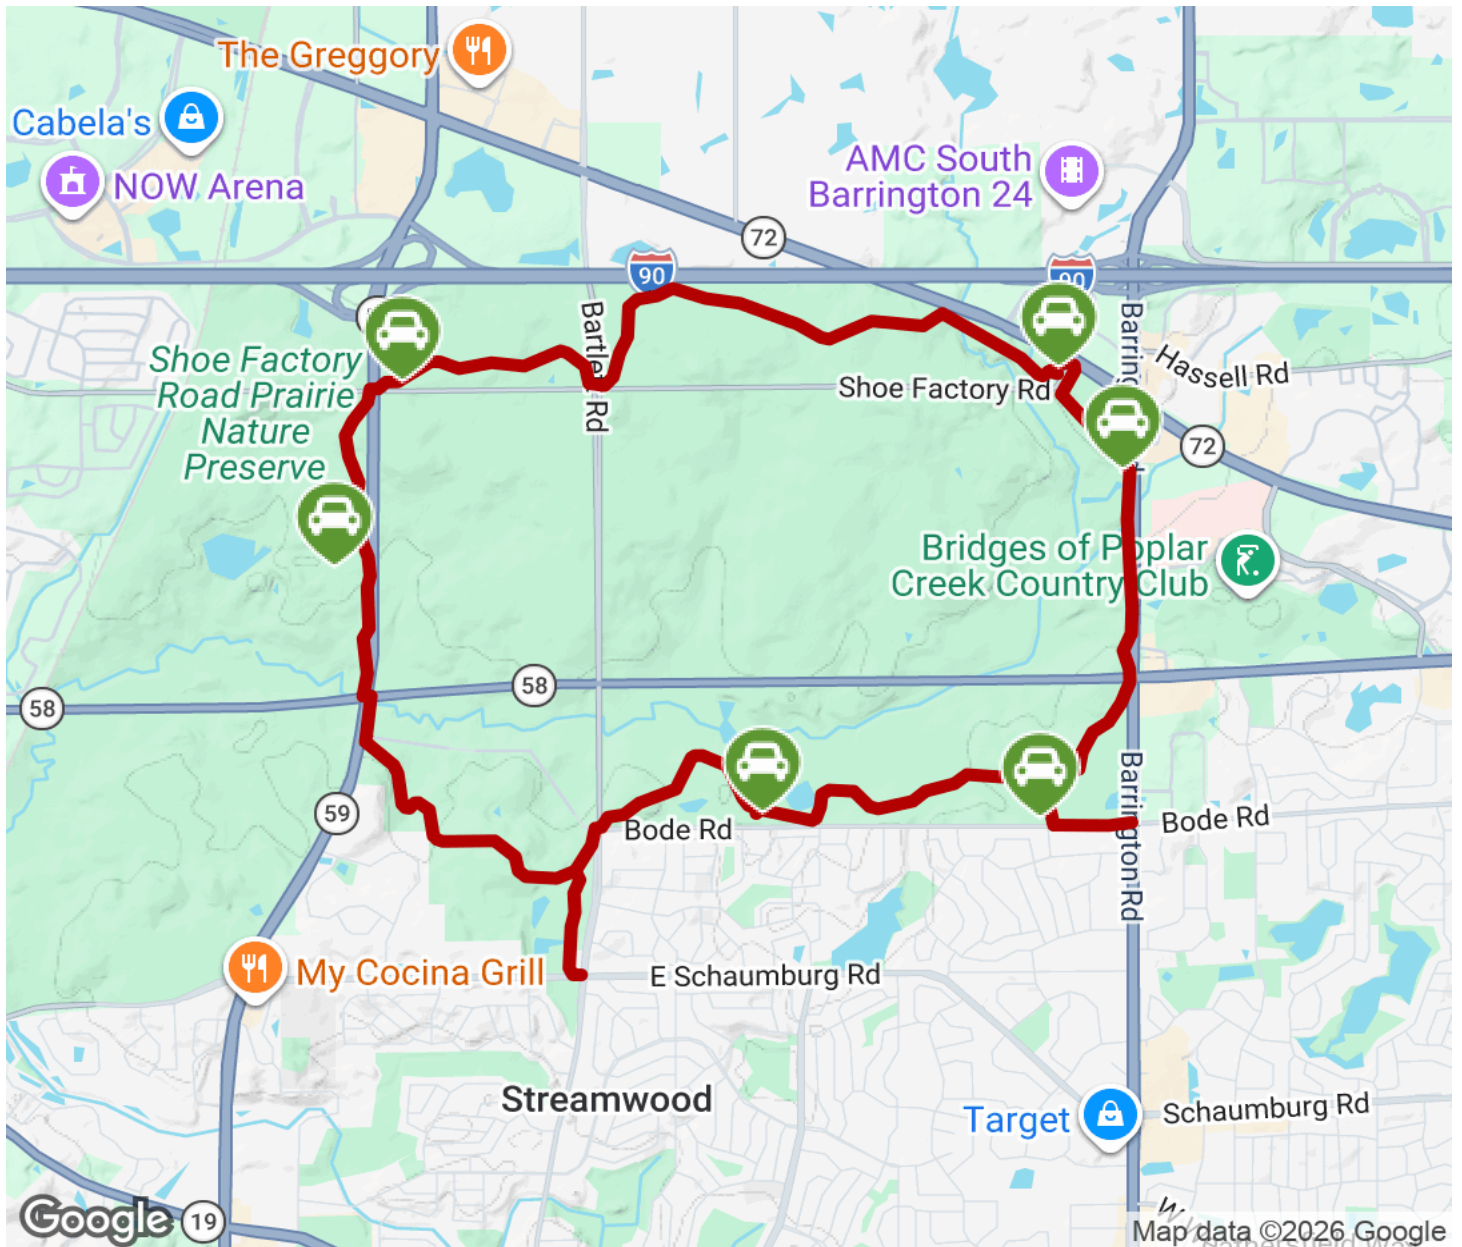 The Greggory
Cabela's
NOW Arena
AMC South
Barrington 24
72
90
90
Shoe Factory
Road Prairie
Nature
Preserve
Hassell Rd
Shoe Factory Rd
72
Bridges of Poplar
Creek Country Club
58
58
59
Bode Rd
Bode Rd
Barrington Rd
My Cocina Grill
E Schaumburg Rd
Streamwood
Target
Schaumburg Rd
Google
19
Map data ©2026 Google